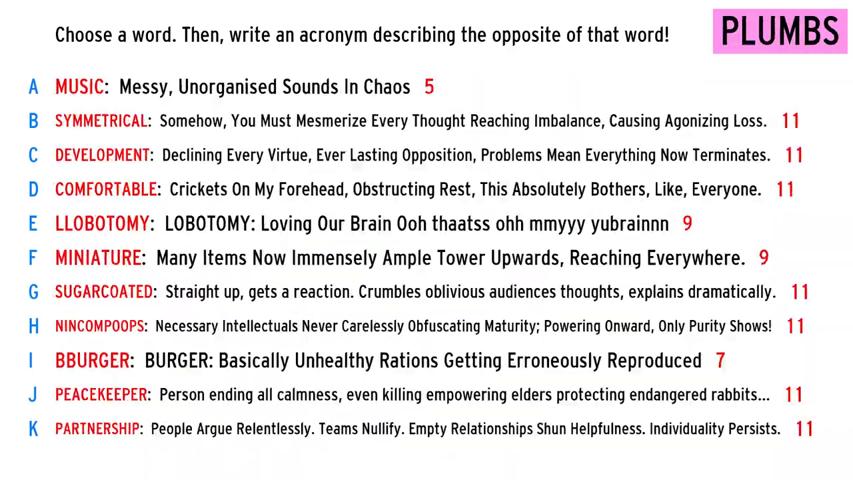 Choose a word. Then, write an acronym describing the opposite of that word!
PLUMBS
A MUSIC: Messy, Unorganised Sounds In Chaos 5
B SYMMETRICAL: Somehow, You Must Mesmerize Every Thought Reaching Imbalance, Causing Agonizing Loss. 11
C DEVELOPMENT: Declining Every Virtue, Ever Lasting Opposition, Problems Mean Everything Now Terminates. 11
D COMFORTABLE: Crickets On My Forehead, Obstructing Rest, This Absolutely Bothers, Like, Everyone. 11
E LLOBOTOMY: LOBOTOMY: Loving Our Brain Ooh thaatss ohh mmyyy yubrainnn 9
F MINIATURE: Many Items Now Immensely Ample Tower Upwards, Reaching Everywhere. 9
G SUGARCOATED: Straight up, gets a reaction. Crumbles oblivious audiences thoughts, explains dramatically. 11
H NINCOMPOOPS: Necessary Intellectuals Never Carelessly Obfuscating Maturity; Powering Onward, Only Purity Shows! 11
I BBURGER: BURGER: Basically Unhealthy Rations Getting Erroneously Reproduced 7
J PEACEKEEPER: Person ending all calmness, even killing empowering elders protecting endangered rabbits... 11
K PARTNERSHIP: People Argue Relentlessly. Teams Nullify. Empty Relationships Shun Helpfulness. Individuality Persists. 11